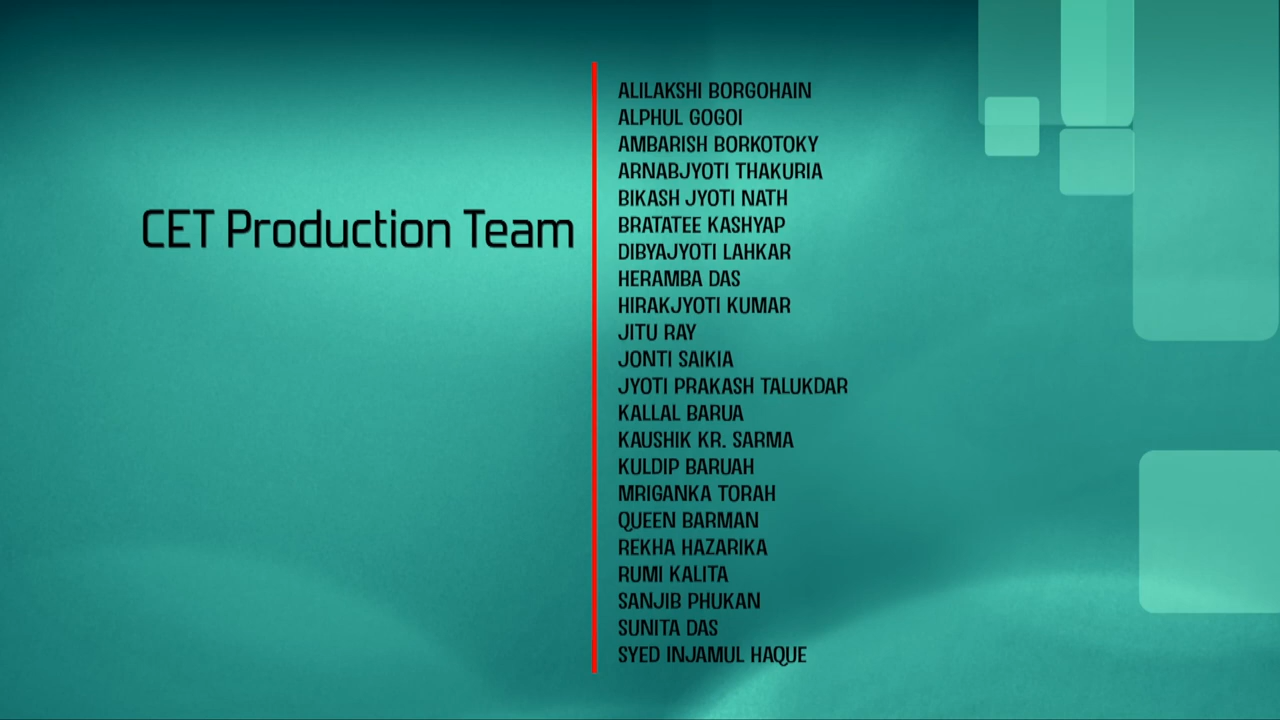 CET Production Team
ALILAKSHI BORGOHAIN
ALPHUL GOGOI
AMBARISH BORKOTOKY
ARNABJYOTI THAKURIA
BIKASH JYOTI NATH
BRATATEE KASHYAP
DIBYAJYOTI LAHKAR
HERAMBA DAS
HIRAKJYOTI KUMAR
JITU RAY
JONTI SAIKIA
JYOTI PRAKASH TALUKDAR
KALLAL BARUA
KAUSHIK KR. SARMA
KULDIP BARUAH
MRIGANKA TORAH
QUEEN BARMAN
REKHA HAZARIKA
RUMI KALITA
SANJIB PHUKAN
SUNITA DAS
SYED INJAMUL HAQUE